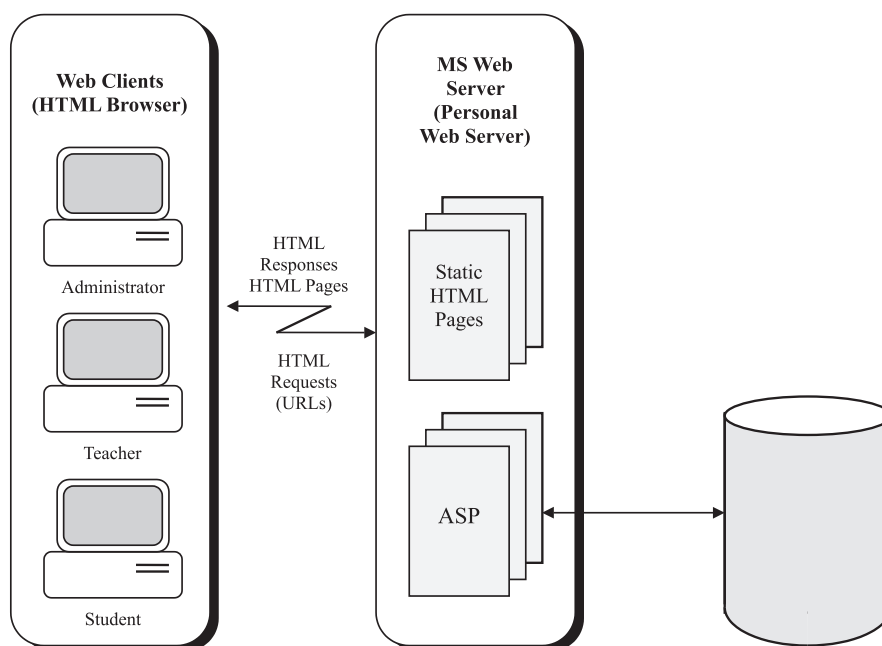 Web Clients
(HTML Browser)
Administrator
Teacher
Student
HTML
Responses
HTML Pages
HTML
Requests
(URLs)
MS Web
Server
(Personal
Web Server)
Static
HTML
Pages
ASP